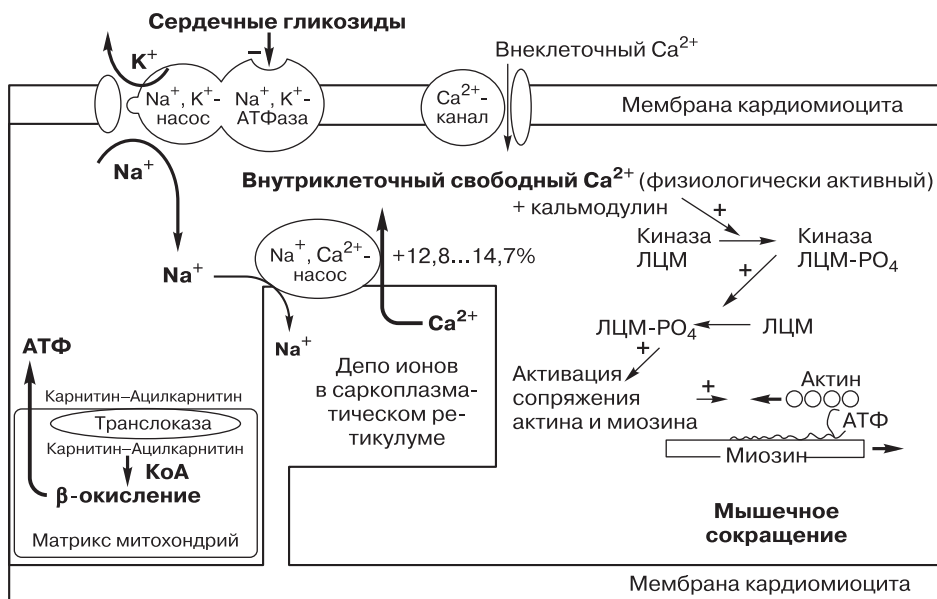 Сердечные гликозиды
–
K⁺
Na⁺, K⁺-
насос
Na⁺, K⁺-
АТФаза
Ca²⁺-
канал
Внеклеточный Ca²⁺
Мембрана кардиомиоцита
Na⁺
Внутриклеточный свободный Ca²⁺ (физиологически активный)
+ кальмодулин
+
Киназа
ЛЦМ
Киназа
ЛЦМ-PO₄
+
Na⁺
Na⁺, Ca²⁺-
насос
+12,8...14,7%
Ca²⁺
Na⁺
ЛЦМ-PO₄
ЛЦМ
+
Депо ионов
в саркоплазма-
тическом ре-
тикулуме
Активация
сопряжения
актина и миозина
+
Актин
АТФ
Миозин
Мышечное
сокращение
АТФ
Карнитин–Ацилкарнитин
Транслоказа
Карнитин–Ацилкарнитин
КоА
β-окисление
Матрикс митохондрий
Мембрана кардиомиоцита